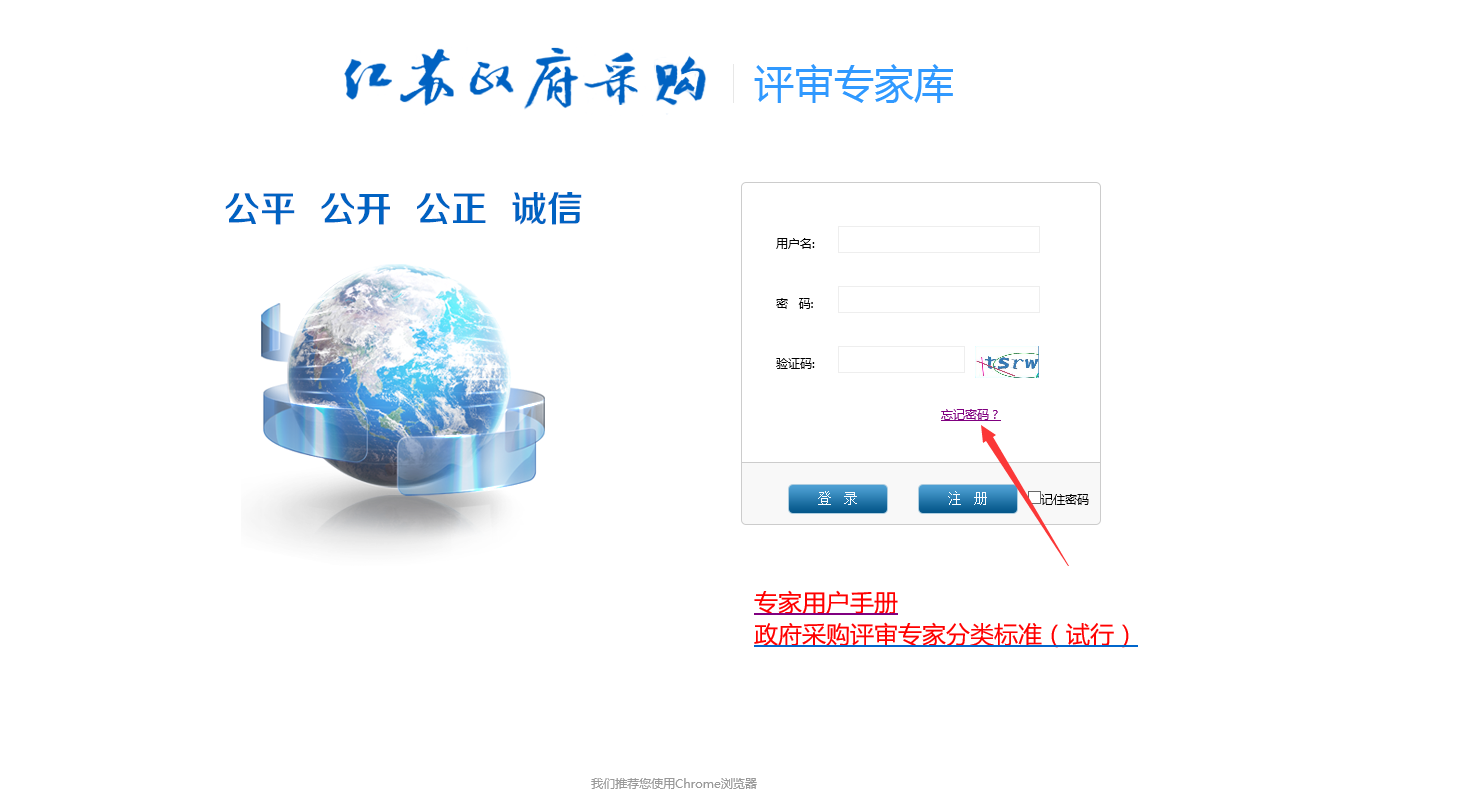 江苏政府采购 评审专家库
公平 公开 公正 诚信
用户名:
密 码:
验证码: tsrw
忘记密码？
登 录 注 册 记住密码
专家用户手册
政府采购评审专家分类标准（试行）
我们推荐您使用Chrome浏览器